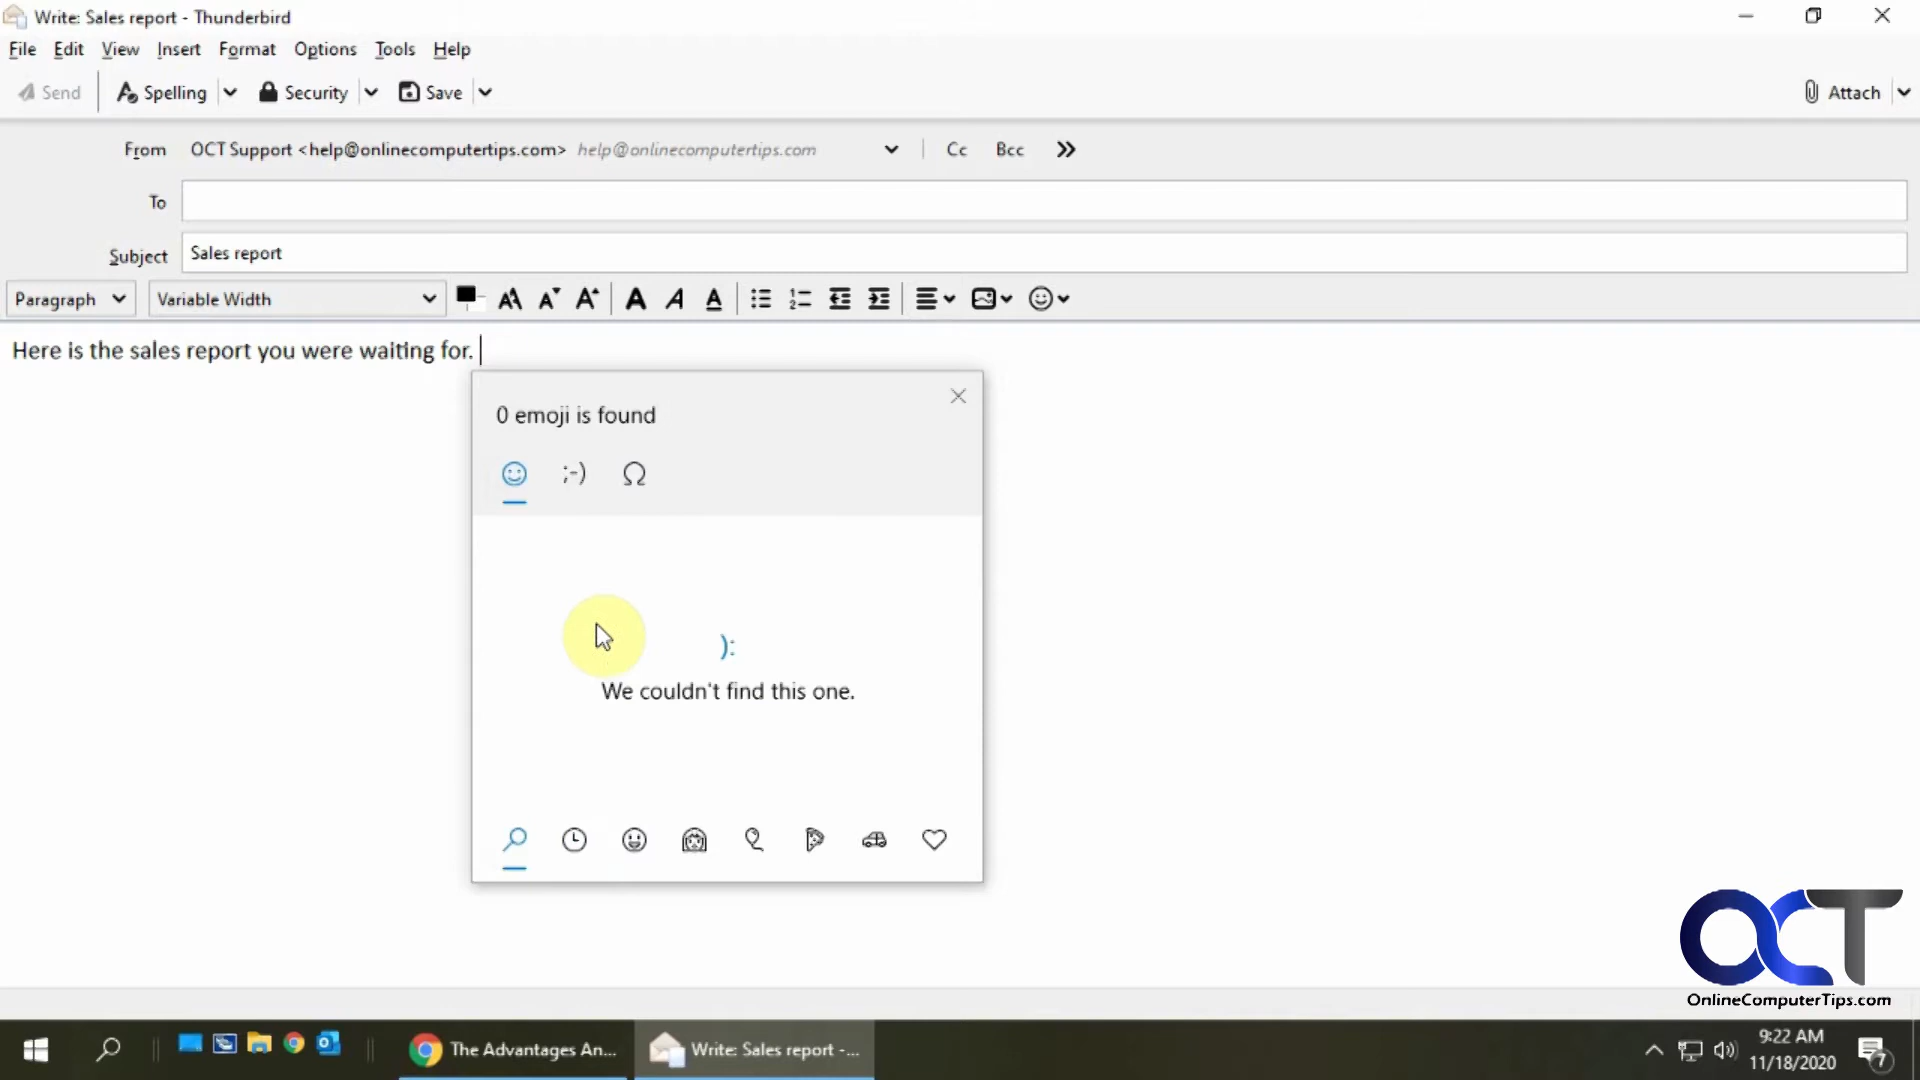 Write: Sales report - Thunderbird
File Edit View Insert Format Options Tools Help
Send Spelling Security Save Attach
From OCT Support <help@onlinecomputertips.com> help@onlinecomputertips.com Cc Bcc
To
Subject Sales report
Paragraph Variable Width
Here is the sales report you were waiting for.
0 emoji is found
;-) Ω
):
We couldn't find this one.
OCT
OnlineComputerTips.com
The Advantages An... Write: Sales report -... 9:22 AM
11/18/2020 7